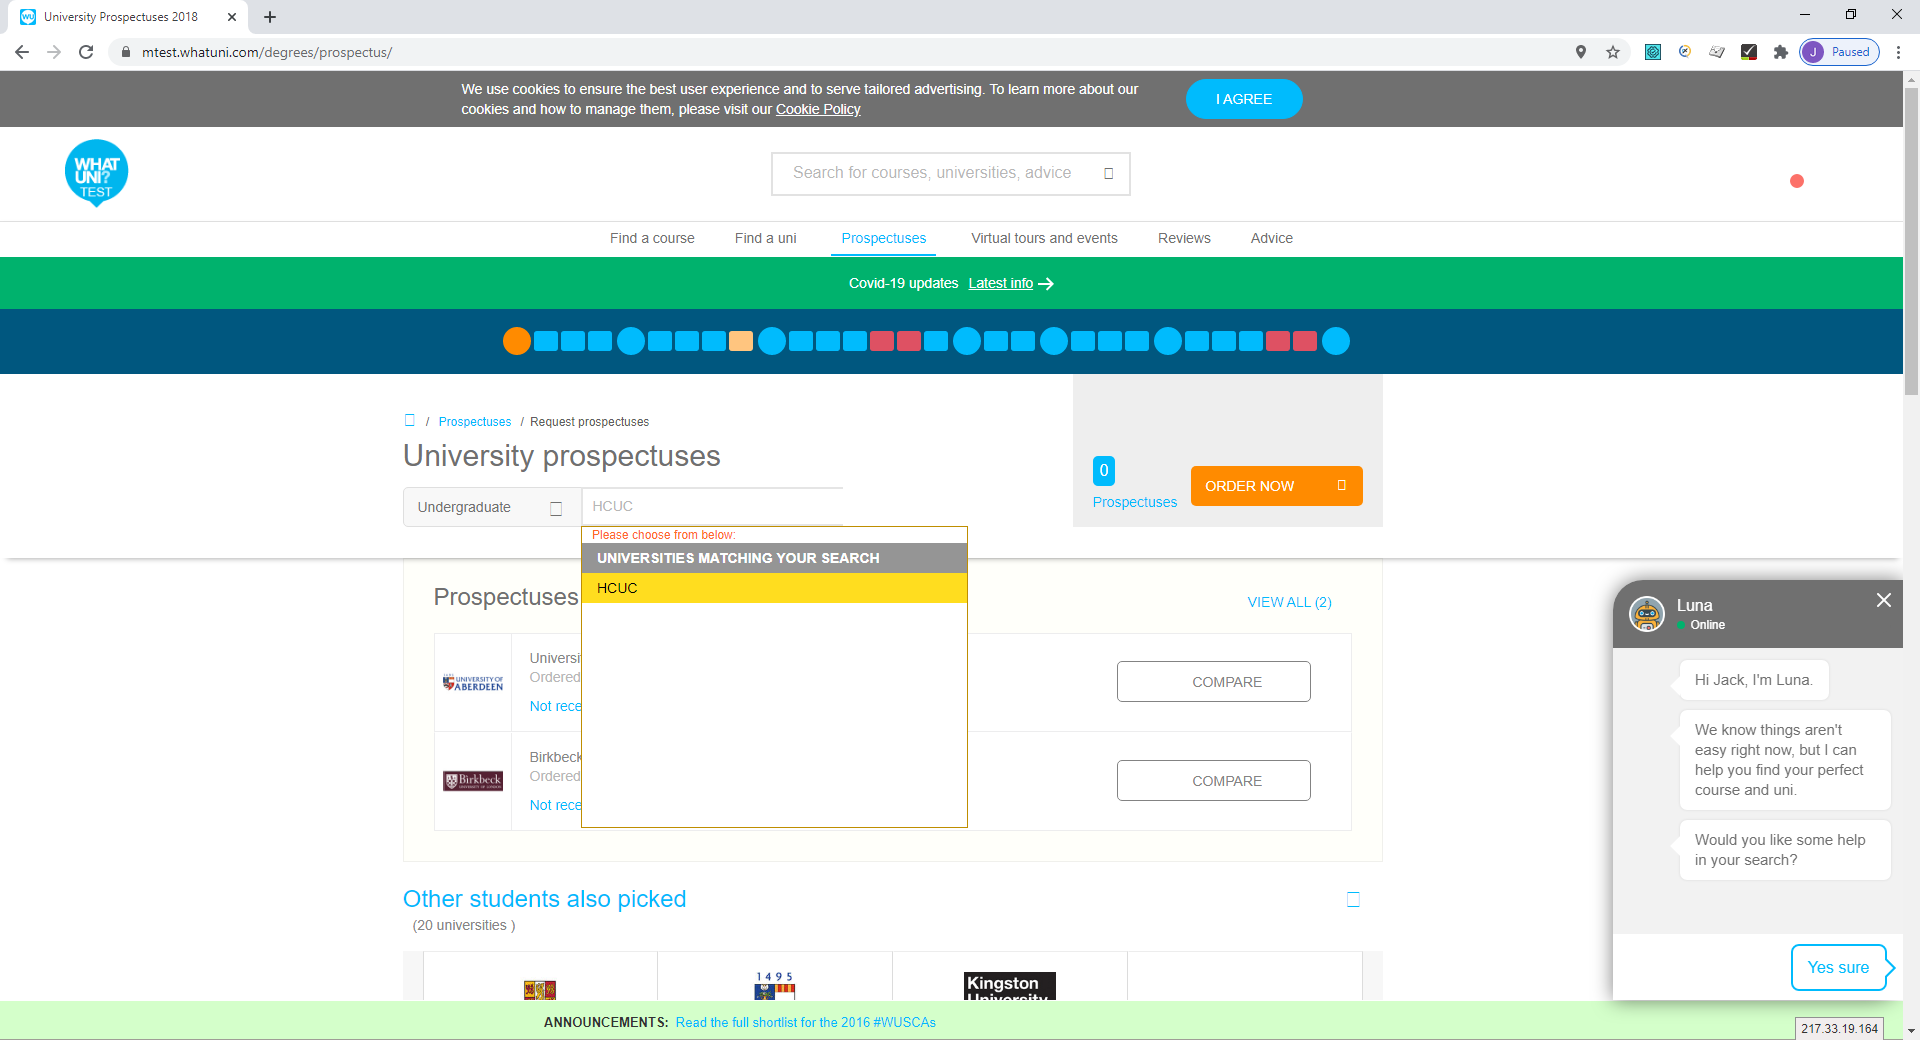 University Prospectuses 2018
mtest.whatuni.com/degrees/prospectus/
J Paused
We use cookies to ensure the best user experience and to serve tailored advertising. To learn more about our
cookies and how to manage them, please visit our Cookie Policy
I AGREE
WHAT
UNI?
TEST
Search for courses, universities, advice
Find a course
Find a uni
Prospectuses
Virtual tours and events
Reviews
Advice
Covid-19 updates Latest info
/ Prospectuses / Request prospectuses
University prospectuses
0
Prospectuses
ORDER NOW
Undergraduate
HCUC
Please choose from below:
UNIVERSITIES MATCHING YOUR SEARCH
HCUC
Prospectuses
VIEW ALL (2)
UNIVERSITY OF
ABERDEEN
Universi
Ordered
Not rece
COMPARE
Birkbeck
UNIVERSITY OF LONDON
Birkbeck
Ordered
Not rece
COMPARE
Other students also picked
(20 universities )
1495
Kingston
University
Luna
Online
Hi Jack, I'm Luna.
We know things aren't
easy right now, but I can
help you find your perfect
course and uni.
Would you like some help
in your search?
Yes sure
ANNOUNCEMENTS: Read the full shortlist for the 2016 #WUSCAs
217.33.19.164